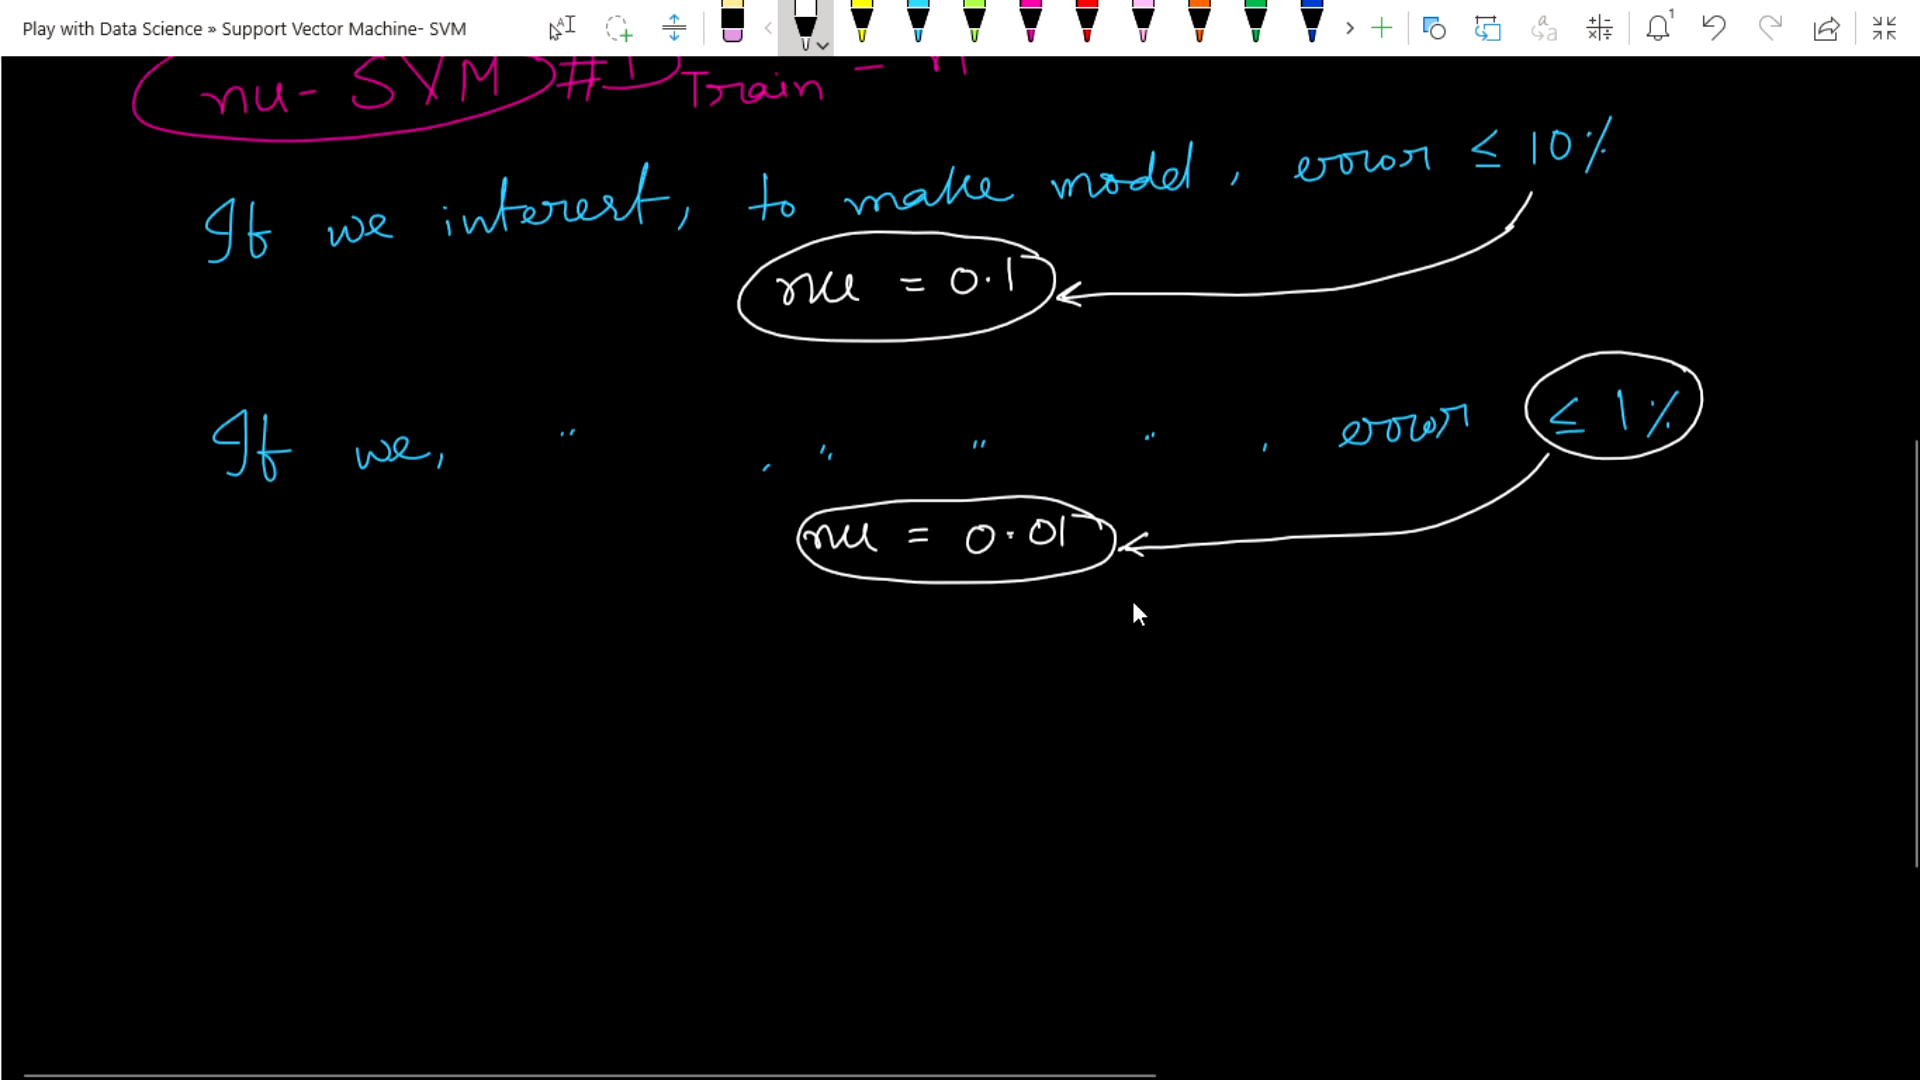 Play with Data Science » Support Vector Machine- SVM
nu- SVM #D Train = n
If we interest, to make model, error ≤ 10%
nu = 0.1
If we, " , " " " , error ≤ 1%
nu = 0.01